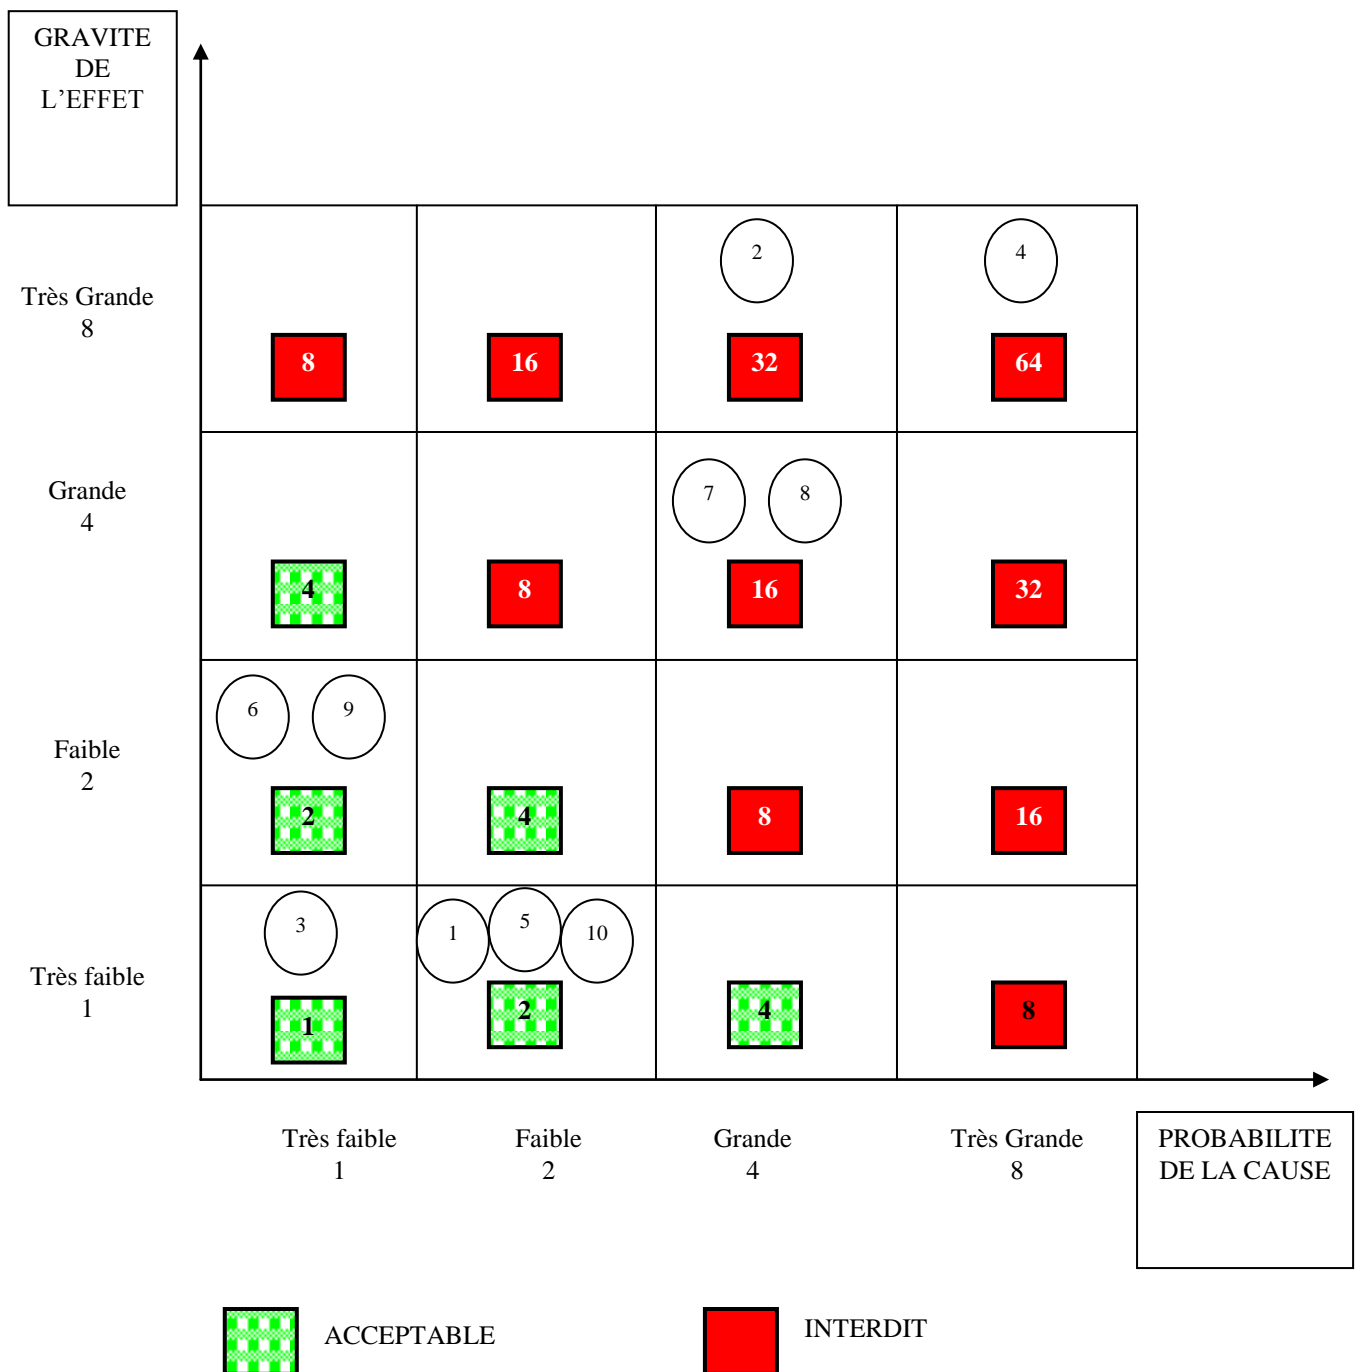 GRAVITE
DE
L'EFFET
2
4
Très Grande
8
8
16
32
64
Grande
4
7
8
4
8
16
32
6
9
Faible
2
2
4
8
16
3
1
5
10
Très faible
1
1
2
4
8
Très faible
1
Faible
2
Grande
4
Très Grande
8
PROBABILITE
DE LA CAUSE
ACCEPTABLE
INTERDIT